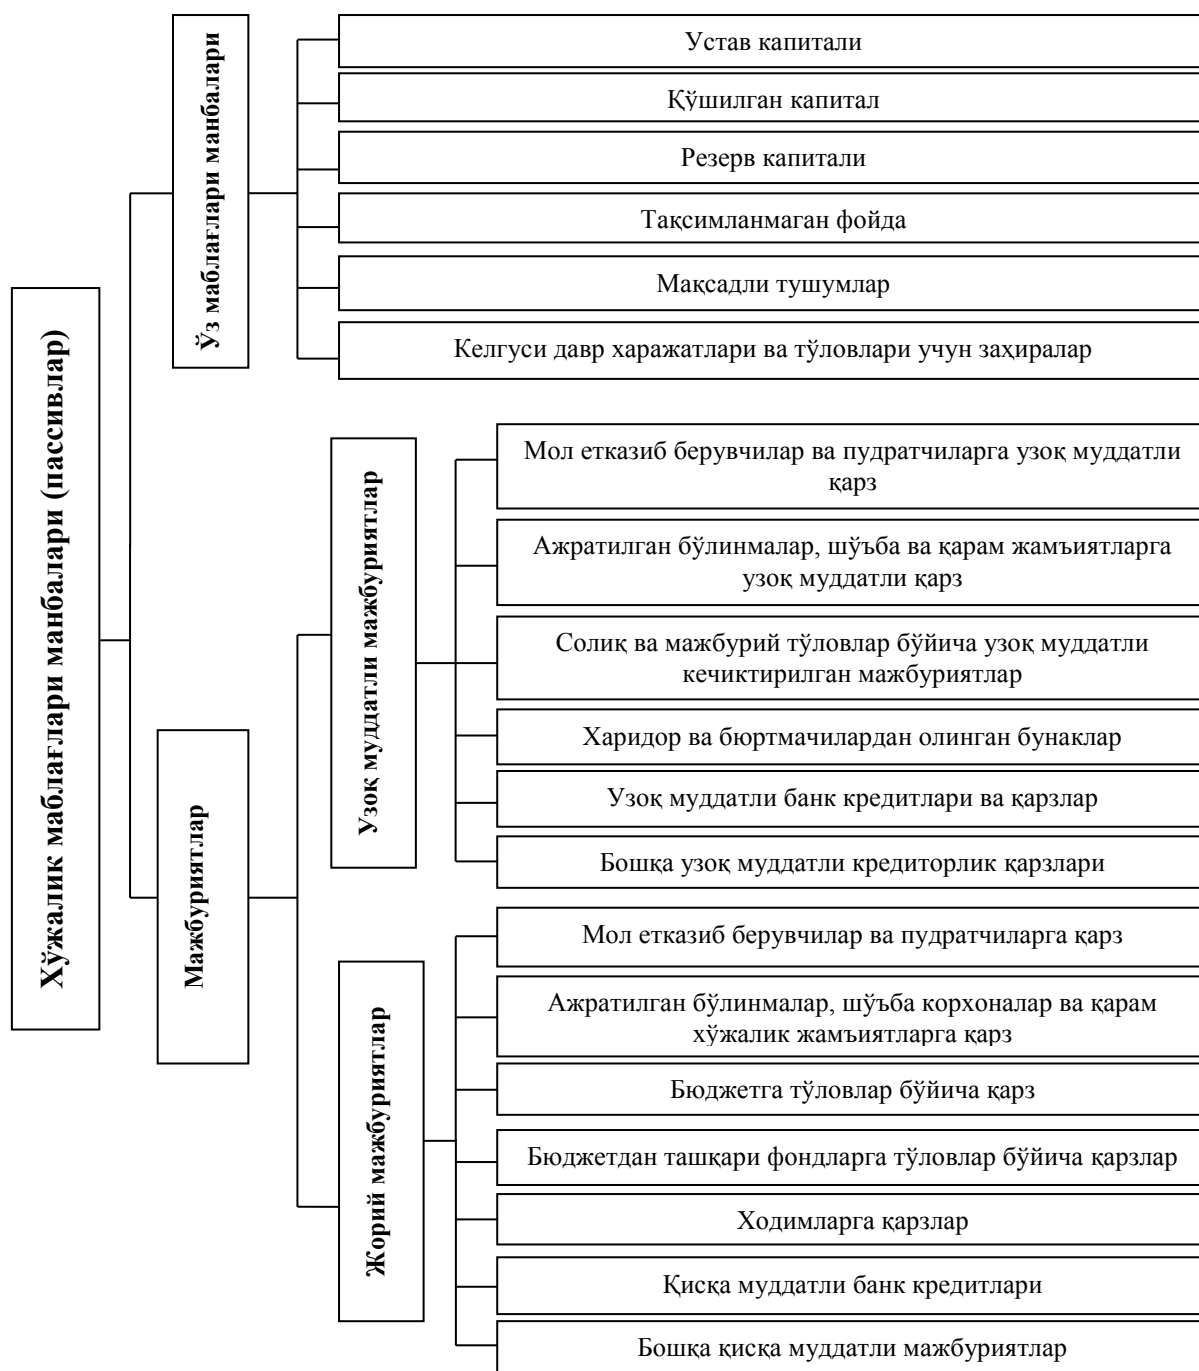 Хўжалик маблағлари манбалари (пассивлар)
Ўз маблағлари манбалари
Устав капитали
Қўшилган капитал
Резерв капитали
Тақсимланмаган фойда
Мақсадли тушумлар
Келгуси давр харажатлари ва тўловлари учун заҳиралар
Мажбуриятлар
Узоқ муддатли мажбуриятлар
Мол етказиб берувчилар ва пудратчиларга узоқ муддатли
қарз
Ажратилган бўлинмалар, шўъба ва қарам жамъиятларга
узоқ муддатли қарз
Солиқ ва мажбурий тўловлар бўйича узоқ муддатли
кечиктирилган мажбуриятлар
Харидор ва бюртмачилардан олинган бунаклар
Узоқ муддатли банк кредитлари ва қарзлар
Бошқа узоқ муддатли кредиторлик қарзлари
Жорий мажбуриятлар
Мол етказиб берувчилар ва пудратчиларга қарз
Ажратилган бўлинмалар, шўъба корхоналар ва қарам
хўжалик жамъиятларга қарз
Бюджетга тўловлар бўйича қарз
Бюджетдан ташқари фондларга тўловлар бўйича қарзлар
Ходимларга қарзлар
Қисқа муддатли банк кредитлари
Бошқа қисқа муддатли мажбуриятлар